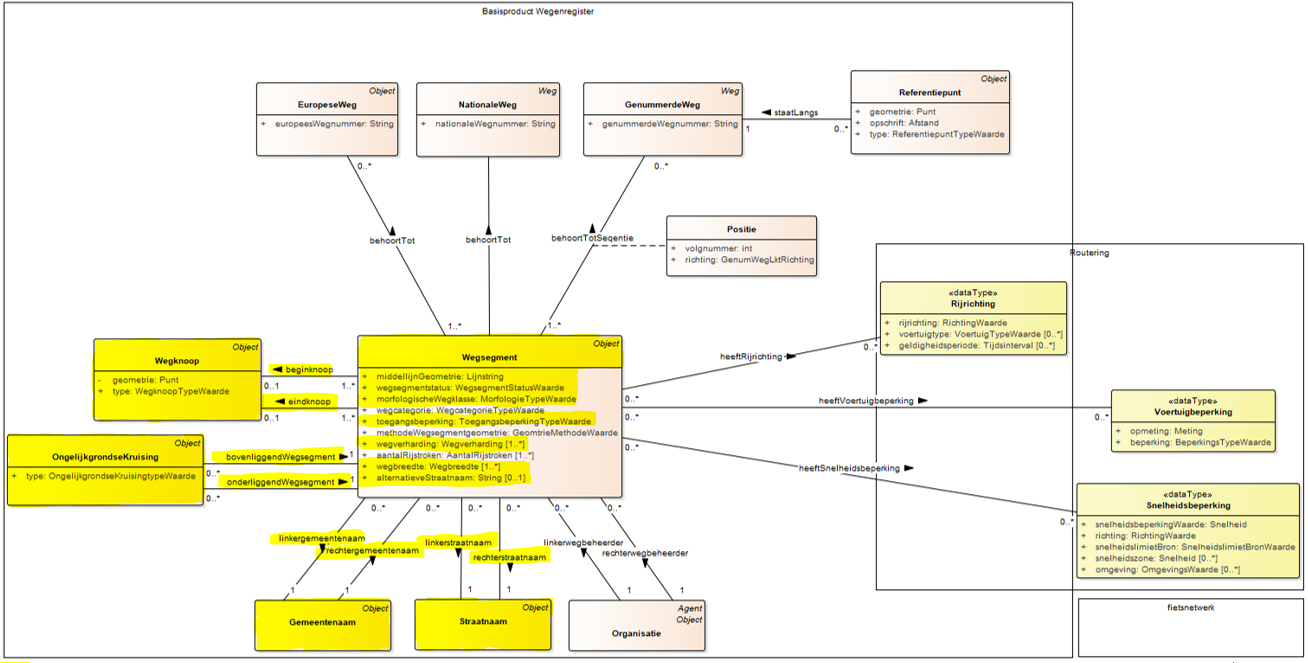 Basisproduct Wegenregister
Object
EuropeseWeg
+ europeesWegnummer: String
Weg
NationaleWeg
+ nationaleWegnummer: String
Weg
GenummerdeWeg
+ genummerdeWegnummer: String
Object
Referentiepunt
+ geometrie: Punt
+ opschrift: Afstand
+ type: ReferentiepuntTypeWaarde
staatLangs
1
0..*
0..*
0..*
behoortTot
behoortTot
behoortTotSeqentie
Positie
+ volgnummer: int
+ richting: GenumWegLktRichting
1..*
1..*
Routering
«dataType»
Rijrichting
+ rijrichting: RichtingWaarde
+ voertuigtype: VoertuigTypeWaarde [0..*]
+ geldigheidsperiode: Tijdsinterval [0..*]
heeftRijrichting
0..*
0..*
Object
Wegknoop
- geometrie: Punt
+ type: WegknoopTypeWaarde
beginknoop
0..1
1..*
eindknoop
0..1
1..*
Object
Wegsegment
+ middellijnGeometrie: Lijnstring
+ wegsegmentstatus: WegsegmentStatusWaarde
+ morfologischeWegklasse: MorfologieTypeWaarde
+ wegcategorie: WegcategorieTypeWaarde
+ toegangsbeperking: ToegangsbeperkingTypeWaarde
+ methodeWegsegmentgeometrie: GeomtrieMethodeWaarde
+ wegverharding: Wegverharding [1..*]
+ aantalRijstroken: AantalRijstroken [1..*]
+ wegbreedte: Wegbreedte [1..*]
+ alternatieveStraatnaam: String [0..1]
heeftVoertuigbeperking
0..*
0..*
«dataType»
Voertuigbeperking
+ opmeting: Meting
+ beperking: BeperkingsTypeWaarde
heeftSnelheidsbeperking
0..*
0..*
«dataType»
Snelheidsbeperking
+ snelheidsbeperkingWaarde: Snelheid
+ richting: RichtingWaarde
+ snelheidslimietBron: SnelheidslimietBronWaarde
+ snelheidszone: Snelheid [0..*]
+ omgeving: OmgevingsWaarde [0..*]
Object
OngelijkgrondseKruising
+ type: OngelijkgrondseKruisingtypeWaarde
bovenliggendWegsegment
1
0..*
onderliggendWegsegment
1
0..*
0..*
0..*
0..*
0..*
0..*
0..*
linkergemeentenaam
rechtergemeentenaam
linkerstraatnaam
rechterstraatnaam
linkerwegbeheerder
rechterwegbeheerder
1
1
1
1
1
1
Object
Gemeentenaam
Object
Straatnaam
Agent
Object
Organisatie
fietsnetwerk